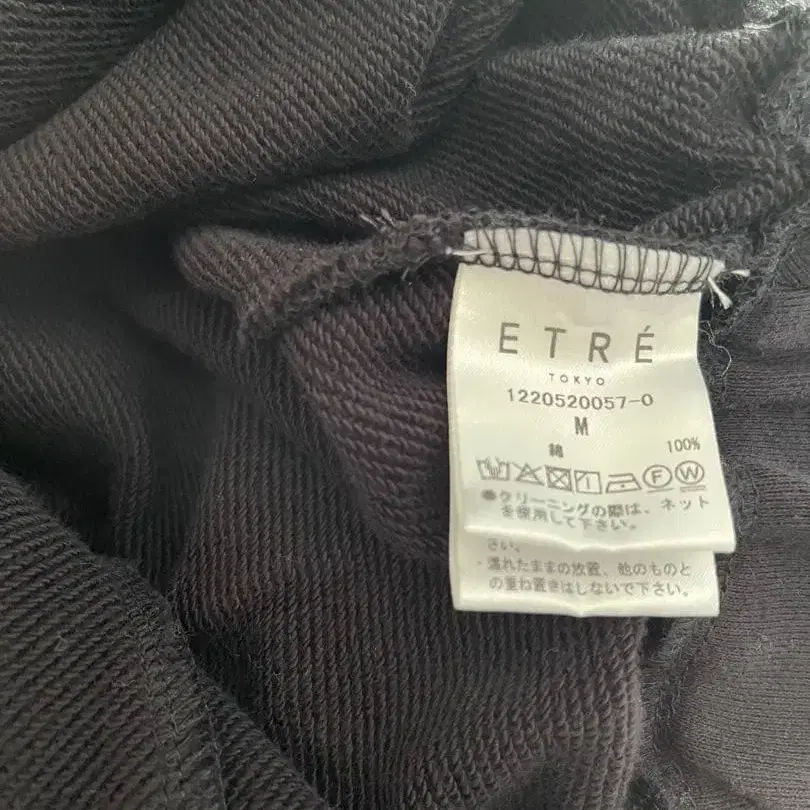 ETRÉ
TOKYO
1220520057-0
M
綿 100%
F W
●クリーニングの際は、ネット
を使用して下さい。
さい。
・濡れたままの放置、他のものと
の重ね置きはしないで下さい。